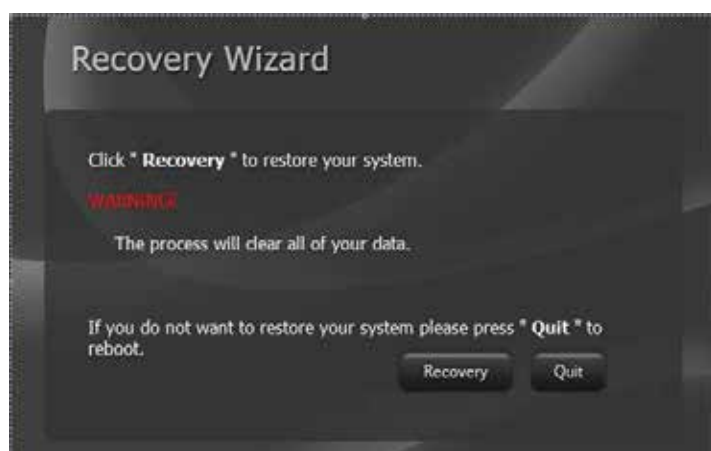 Recovery Wizard
Click " Recovery " to restore your system.
WARNING!
The process will clear all of your data.
If you do not want to restore your system please press " Quit " to
reboot.
Recovery Quit